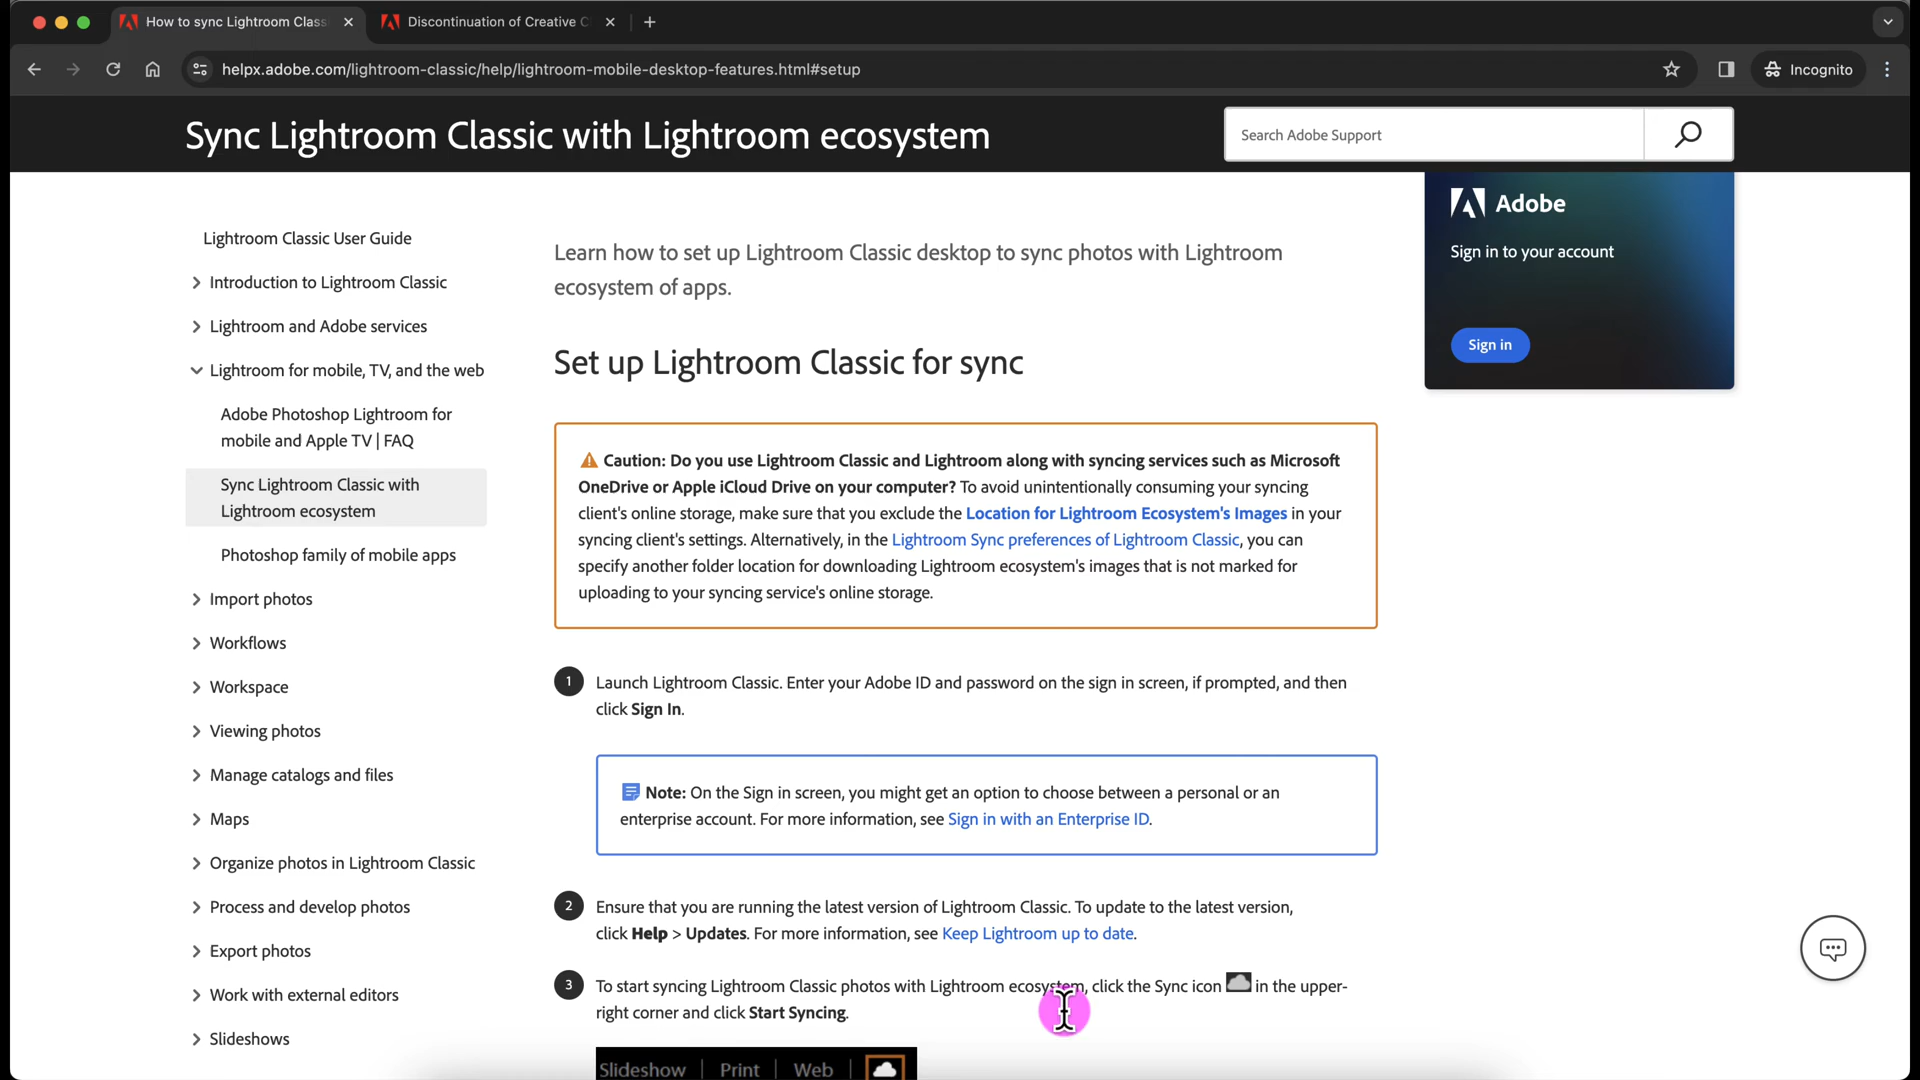 How to sync Lightroom Class
Discontinuation of Creative C
helpx.adobe.com/lightroom-classic/help/lightroom-mobile-desktop-features.html#setup
Incognito
Sync Lightroom Classic with Lightroom ecosystem
Search Adobe Support
Lightroom Classic User Guide
Introduction to Lightroom Classic
Lightroom and Adobe services
Lightroom for mobile, TV, and the web
Adobe Photoshop Lightroom for
mobile and Apple TV | FAQ
Sync Lightroom Classic with
Lightroom ecosystem
Photoshop family of mobile apps
Import photos
Workflows
Workspace
Viewing photos
Manage catalogs and files
Maps
Organize photos in Lightroom Classic
Process and develop photos
Export photos
Work with external editors
Slideshows
Learn how to set up Lightroom Classic desktop to sync photos with Lightroom
ecosystem of apps.
Set up Lightroom Classic for sync
Caution: Do you use Lightroom Classic and Lightroom along with syncing services such as Microsoft
OneDrive or Apple iCloud Drive on your computer? To avoid unintentionally consuming your syncing
client's online storage, make sure that you exclude the Location for Lightroom Ecosystem's Images in your
syncing client's settings. Alternatively, in the Lightroom Sync preferences of Lightroom Classic, you can
specify another folder location for downloading Lightroom ecosystem's images that is not marked for
uploading to your syncing service's online storage.
1 Launch Lightroom Classic. Enter your Adobe ID and password on the sign in screen, if prompted, and then
click Sign In.
Note: On the Sign in screen, you might get an option to choose between a personal or an
enterprise account. For more information, see Sign in with an Enterprise ID.
2 Ensure that you are running the latest version of Lightroom Classic. To update to the latest version,
click Help > Updates. For more information, see Keep Lightroom up to date.
3 To start syncing Lightroom Classic photos with Lightroom ecosystem, click the Sync icon in the upper-
right corner and click Start Syncing.
Slideshow | Print | Web |
Adobe
Sign in to your account
Sign in